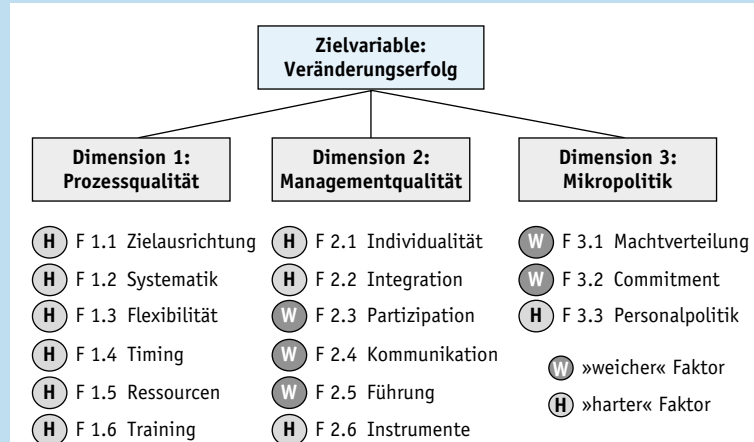 Zielvariable:
Veränderungserfolg
Dimension 1:
Prozessqualität
H F 1.1 Zielausrichtung
H F 1.2 Systematik
H F 1.3 Flexibilität
H F 1.4 Timing
H F 1.5 Ressourcen
H F 1.6 Training
Dimension 2:
Managementqualität
H F 2.1 Individualität
H F 2.2 Integration
W F 2.3 Partizipation
W F 2.4 Kommunikation
W F 2.5 Führung
H F 2.6 Instrumente
Dimension 3:
Mikropolitik
W F 3.1 Machtverteilung
W F 3.2 Commitment
H F 3.3 Personalpolitik
W »weicher« Faktor
H »harter« Faktor